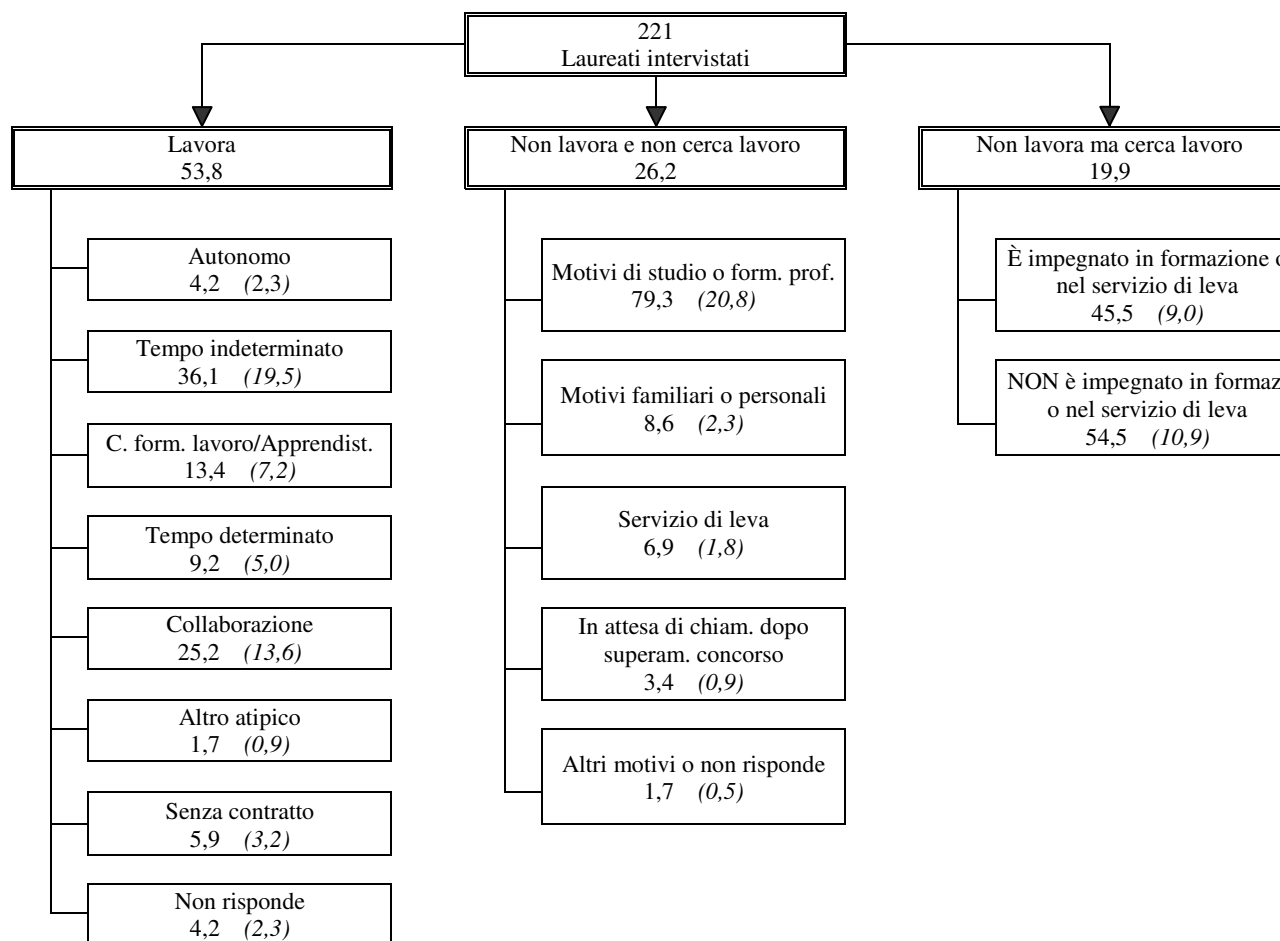 221
Laureati intervistati
Lavora
53,8
Autonomo
4,2 (2,3)
Tempo indeterminato
36,1 (19,5)
C. form. lavoro/Apprendist.
13,4 (7,2)
Tempo determinato
9,2 (5,0)
Collaborazione
25,2 (13,6)
Altro atipico
1,7 (0,9)
Senza contratto
5,9 (3,2)
Non risponde
4,2 (2,3)
Non lavora e non cerca lavoro
26,2
Motivi di studio o form. prof.
79,3 (20,8)
Motivi familiari o personali
8,6 (2,3)
Servizio di leva
6,9 (1,8)
In attesa di chiam. dopo
superam. concorso
3,4 (0,9)
Altri motivi o non risponde
1,7 (0,5)
Non lavora ma cerca lavoro
19,9
È impegnato in formazione o
nel servizio di leva
45,5 (9,0)
NON è impegnato in formaz
o nel servizio di leva
54,5 (10,9)